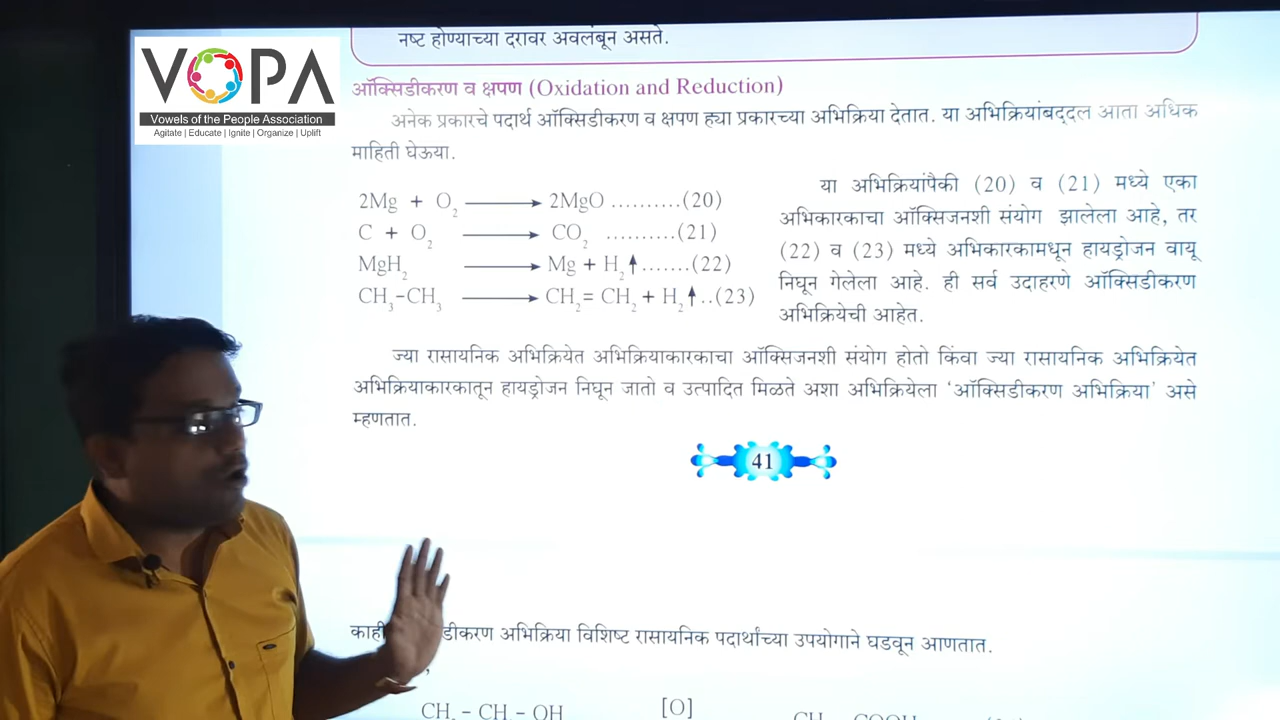 VOPA
Vowels of the People Association
Agitate | Educate | Ignite | Organize | Uplift
नष्ट होण्याच्या दरावर अवलंबून असते.
ऑक्सिडीकरण व क्षपण (Oxidation and Reduction)
अनेक प्रकारचे पदार्थ ऑक्सिडीकरण व क्षपण ह्या प्रकारच्या अभिक्रिया देतात. या अभिक्रियांबद्दल आता अधिक
माहिती घेऊया.
2Mg + O₂ ⟶ 2MgO ..........(20)
C + O₂ ⟶ CO₂ ..........(21)
MgH₂ ⟶ Mg + H₂↑.......(22)
CH₃-CH₃ ⟶ CH₂= CH₂ + H₂↑..(23)
या अभिक्रियांपैकी (20) व (21) मध्ये एका
अभिकारकाचा ऑक्सिजनशी संयोग झालेला आहे, तर
(22) व (23) मध्ये अभिकारकामधून हायड्रोजन वायू
निघून गेलेला आहे. ही सर्व उदाहरणे ऑक्सिडीकरण
अभिक्रियेची आहेत.
ज्या रासायनिक अभिक्रियेत अभिक्रियाकारकाचा ऑक्सिजनशी संयोग होतो किंवा ज्या रासायनिक अभिक्रियेत
अभिक्रियाकारकातून हायड्रोजन निघून जातो व उत्पादित मिळते अशा अभिक्रियेला ‘ऑक्सिडीकरण अभिक्रिया’ असे
म्हणतात.
41
काही डीकरण अभिक्रिया विशिष्ट रासायनिक पदार्थांच्या उपयोगाने घडवून आणतात.
CH₃ - CH₂ - OH [O]